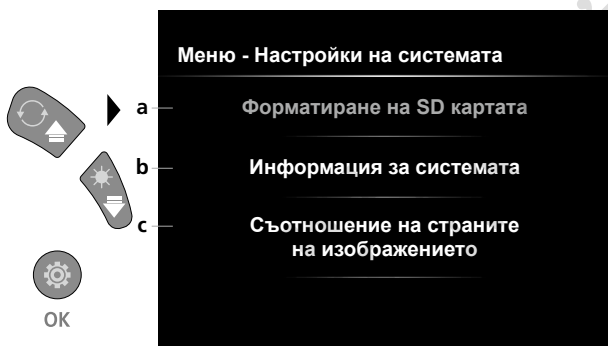 Меню - Настройки на системата
a
Форматиране на SD картата
b
Информация за системата
c
Съотношение на страните
на изображението
OK